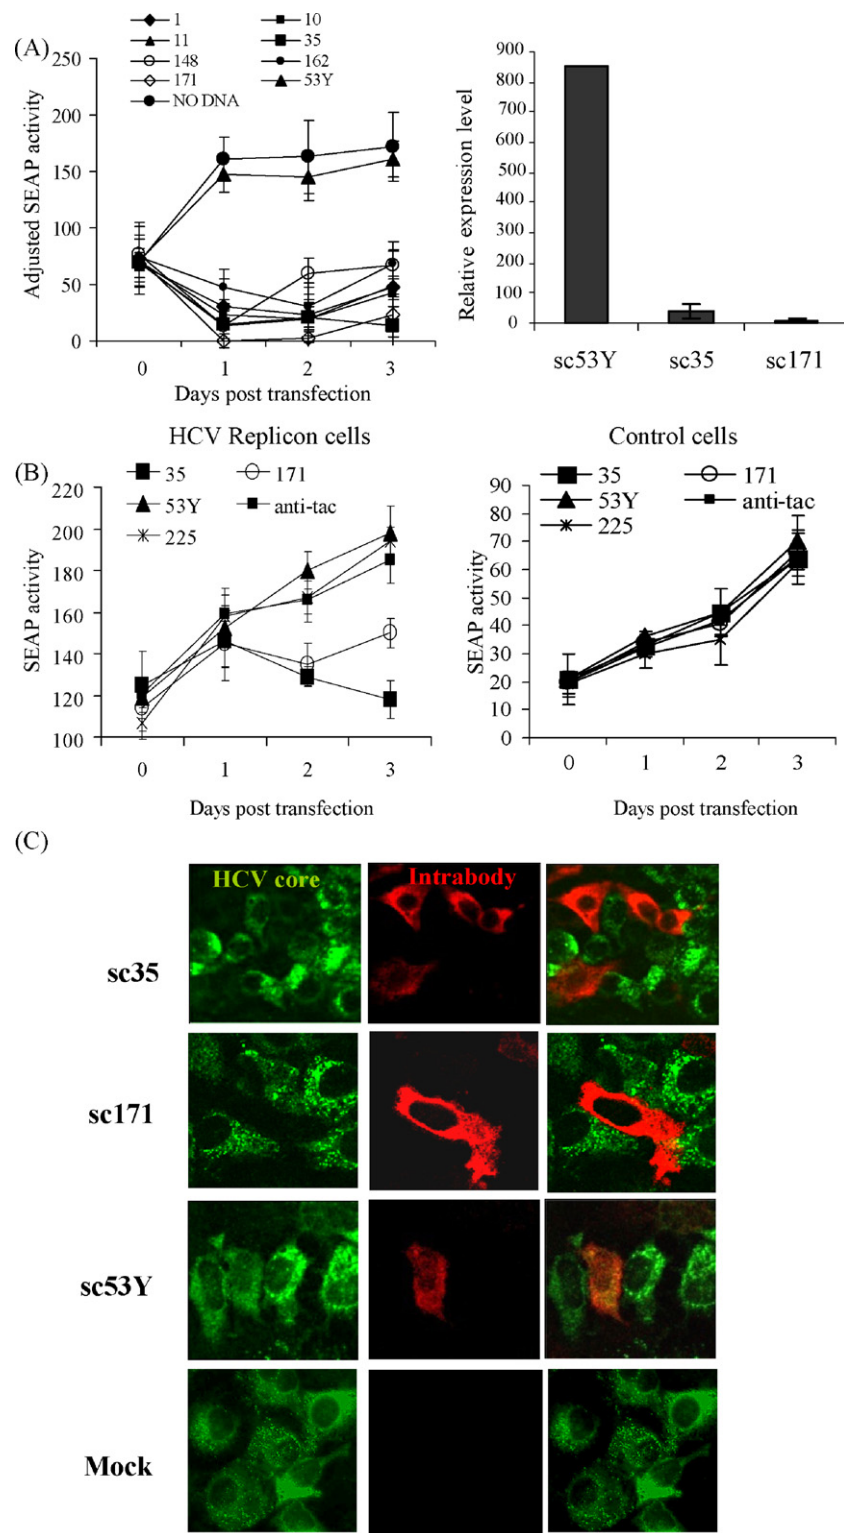 (A)
1
10
11
35
148
162
171
53Y
NO DNA
Adjusted SEAP activity
250
200
150
100
50
0
0
1
2
3
Days post transfection
Relative expression level
900
800
700
600
500
400
300
200
100
0
sc53Y
sc35
sc171
(B)
HCV Replicon cells
35
171
53Y
anti-tac
225
SEAP activity
220
200
180
160
140
120
100
0
1
2
3
Days post transfection
Control cells
35
171
53Y
anti-tac
225
SEAP activity
90
80
70
60
50
40
30
20
10
0
0
1
2
3
Days post transfection
(C)
HCV core
Intrabody
sc35
sc171
sc53Y
Mock